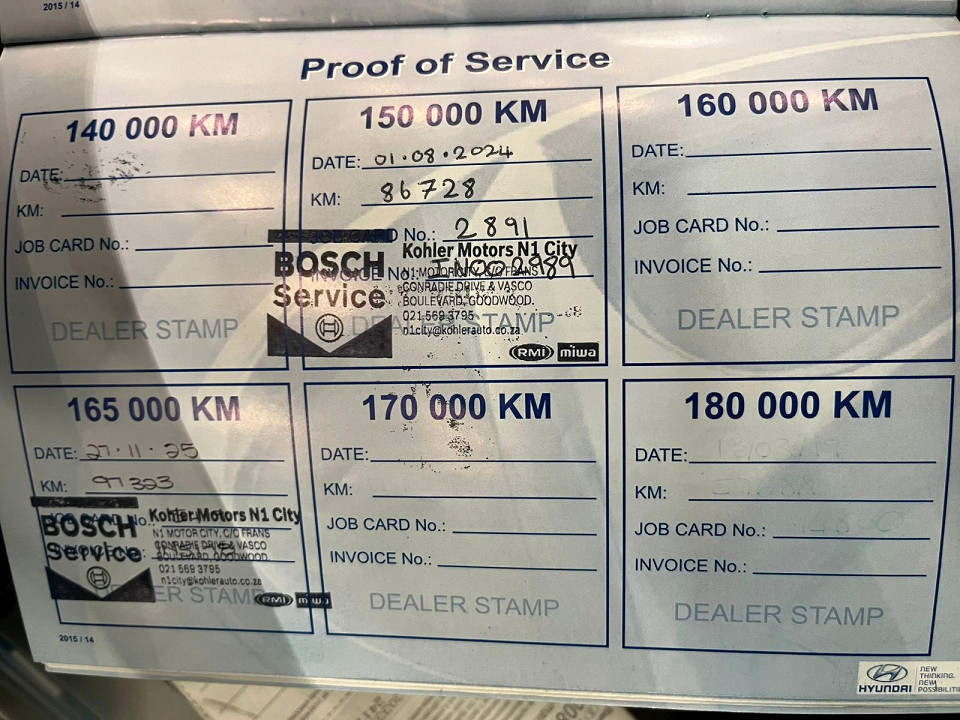 2015 / 14
Proof of Service
140 000 KM
DATE:
KM:
JOB CARD No.:
INVOICE No.:
DEALER STAMP
150 000 KM
DATE: 01.08.2024
KM: 86728
No.: 2891
INVOICE No.: INV002989
BOSCH
Service
Kohler Motors N1 City
N1 MOTOR CITY, C/O FRANS
CONRADIE DRIVE & VASCO
BOULEVARD, GOODWOOD.
021 569 3795
n1city@kohlerauto.co.za
STAMP
RMI miwa
160 000 KM
DATE:
KM:
JOB CARD No.:
INVOICE No.:
DEALER STAMP
165 000 KM
DATE: 27.11.25
KM: 97323
BOSCH
Service
Kohler Motors N1 City
N1 MOTOR CITY, C/O FRANS
CONRADIE DRIVE & VASCO
BOULEVARD, GOODWOOD
021 569 3795
n1city@kohlerauto.co.za
STAMP
RMI miwa
170 000 KM
DATE:
KM:
JOB CARD No.:
INVOICE No.:
DEALER STAMP
180 000 KM
DATE:
KM:
JOB CARD No.:
INVOICE No.:
DEALER STAMP
2015 / 14
HYUNDAI
NEW
THINKING.
NEW
POSSIBILITI